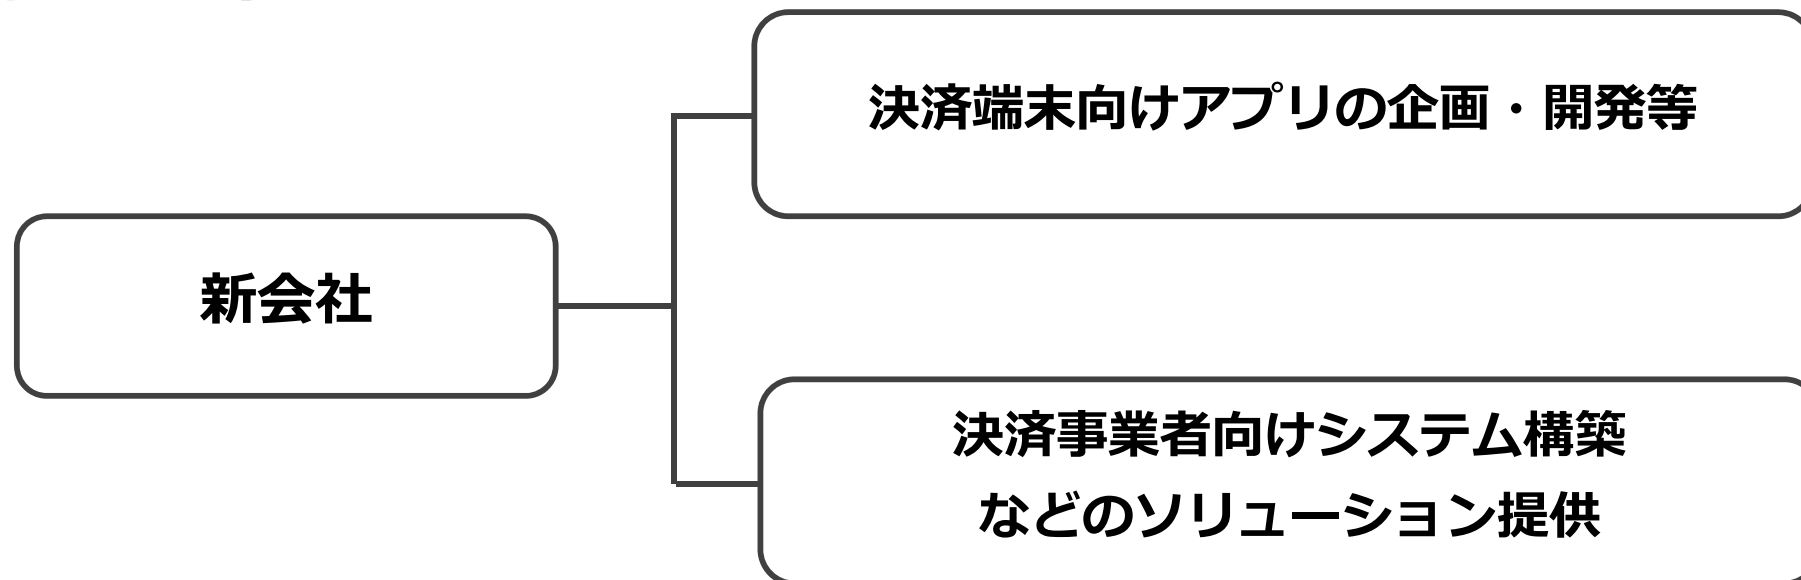 決済端末向けアプリの企画・開発等
新会社
決済事業者向けシステム構築
などのソリューション提供